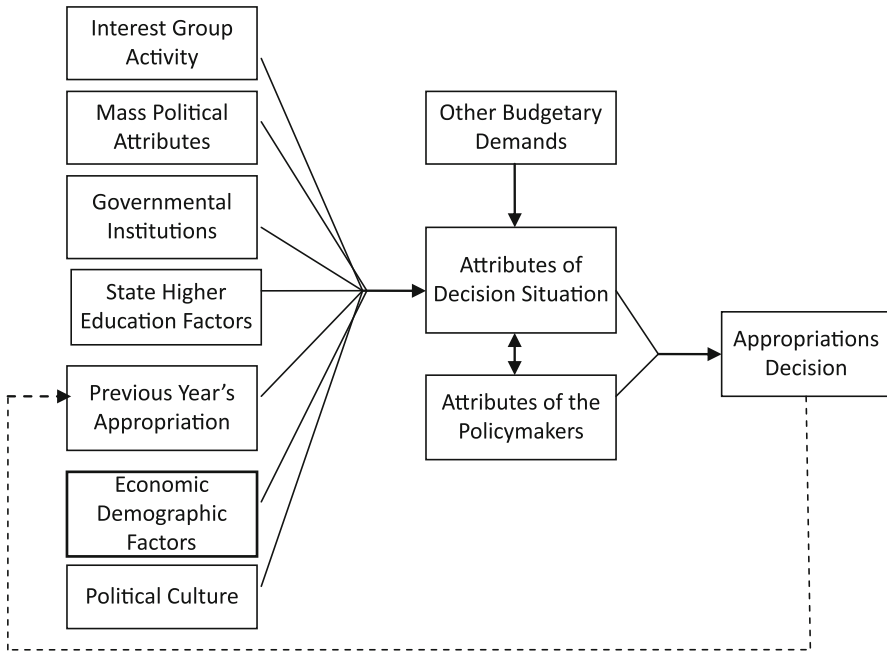 Interest Group
Activity
Mass Political
Attributes
Governmental
Institutions
State Higher
Education Factors
Previous Year’s
Appropriation
Economic
Demographic
Factors
Political Culture
Other Budgetary
Demands
Attributes of
Decision Situation
Attributes of the
Policymakers
Appropriations
Decision